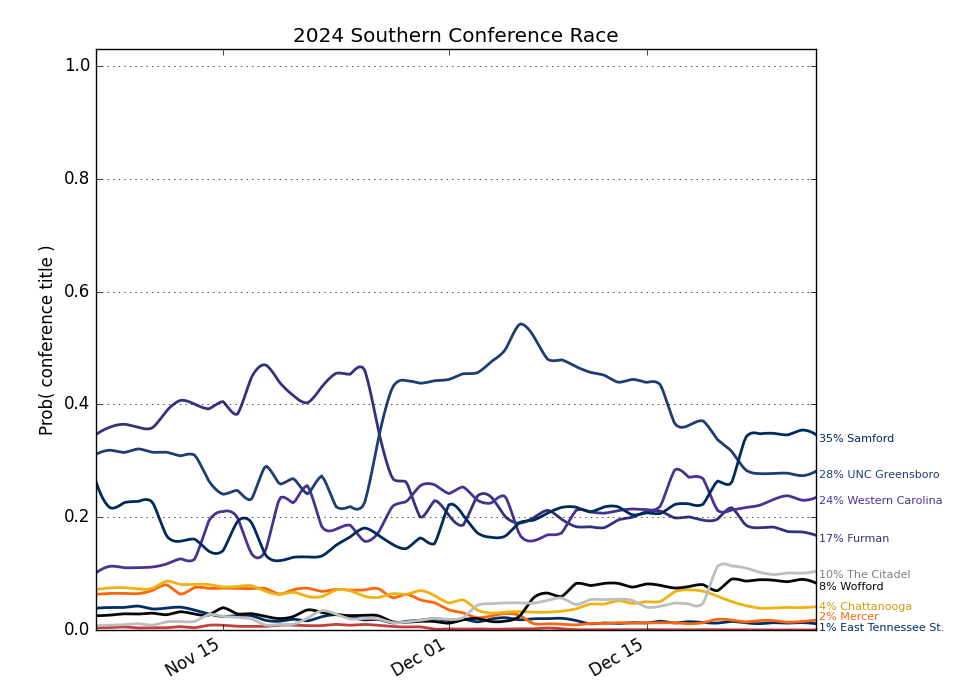 2024 Southern Conference Race
Prob( conference title )
1.0
0.8
0.6
0.4
0.2
0.0
Nov 15
Dec 01
Dec 15
35% Samford
28% UNC Greensboro
24% Western Carolina
17% Furman
10% The Citadel
8% Wofford
4% Chattanooga
2% Mercer
1% East Tennessee St.